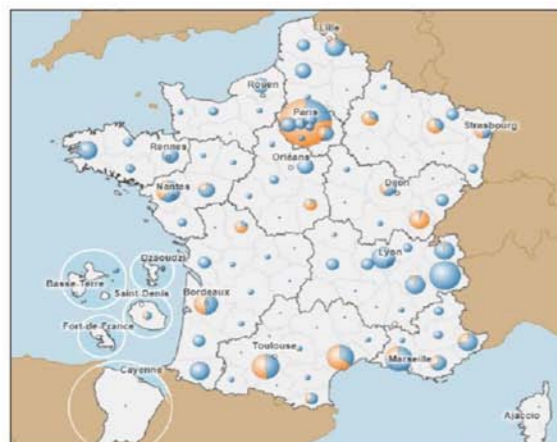 Lille
Rouen
Paris
Strasbourg
Rennes
Orléans
Nantes
Dijon
Lyon
Dzaoudzi
Basse-Terre
Saint-Denis
Bordeaux
Fort-de-France
Toulouse
Marseille
Cayenne
Ajaccio